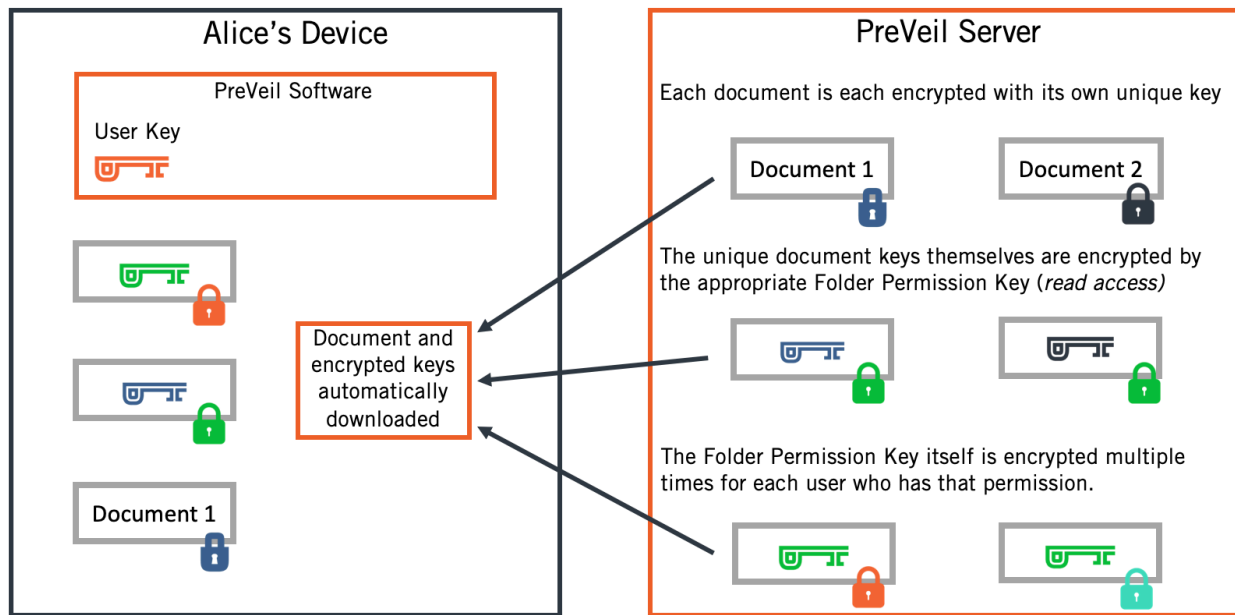 Alice's Device
PreVeil Software
User Key
Document 1
Document and
encrypted keys
automatically
downloaded
PreVeil Server
Each document is each encrypted with its own unique key
Document 1
Document 2
The unique document keys themselves are encrypted by
the appropriate Folder Permission Key (read access)
The Folder Permission Key itself is encrypted multiple
times for each user who has that permission.